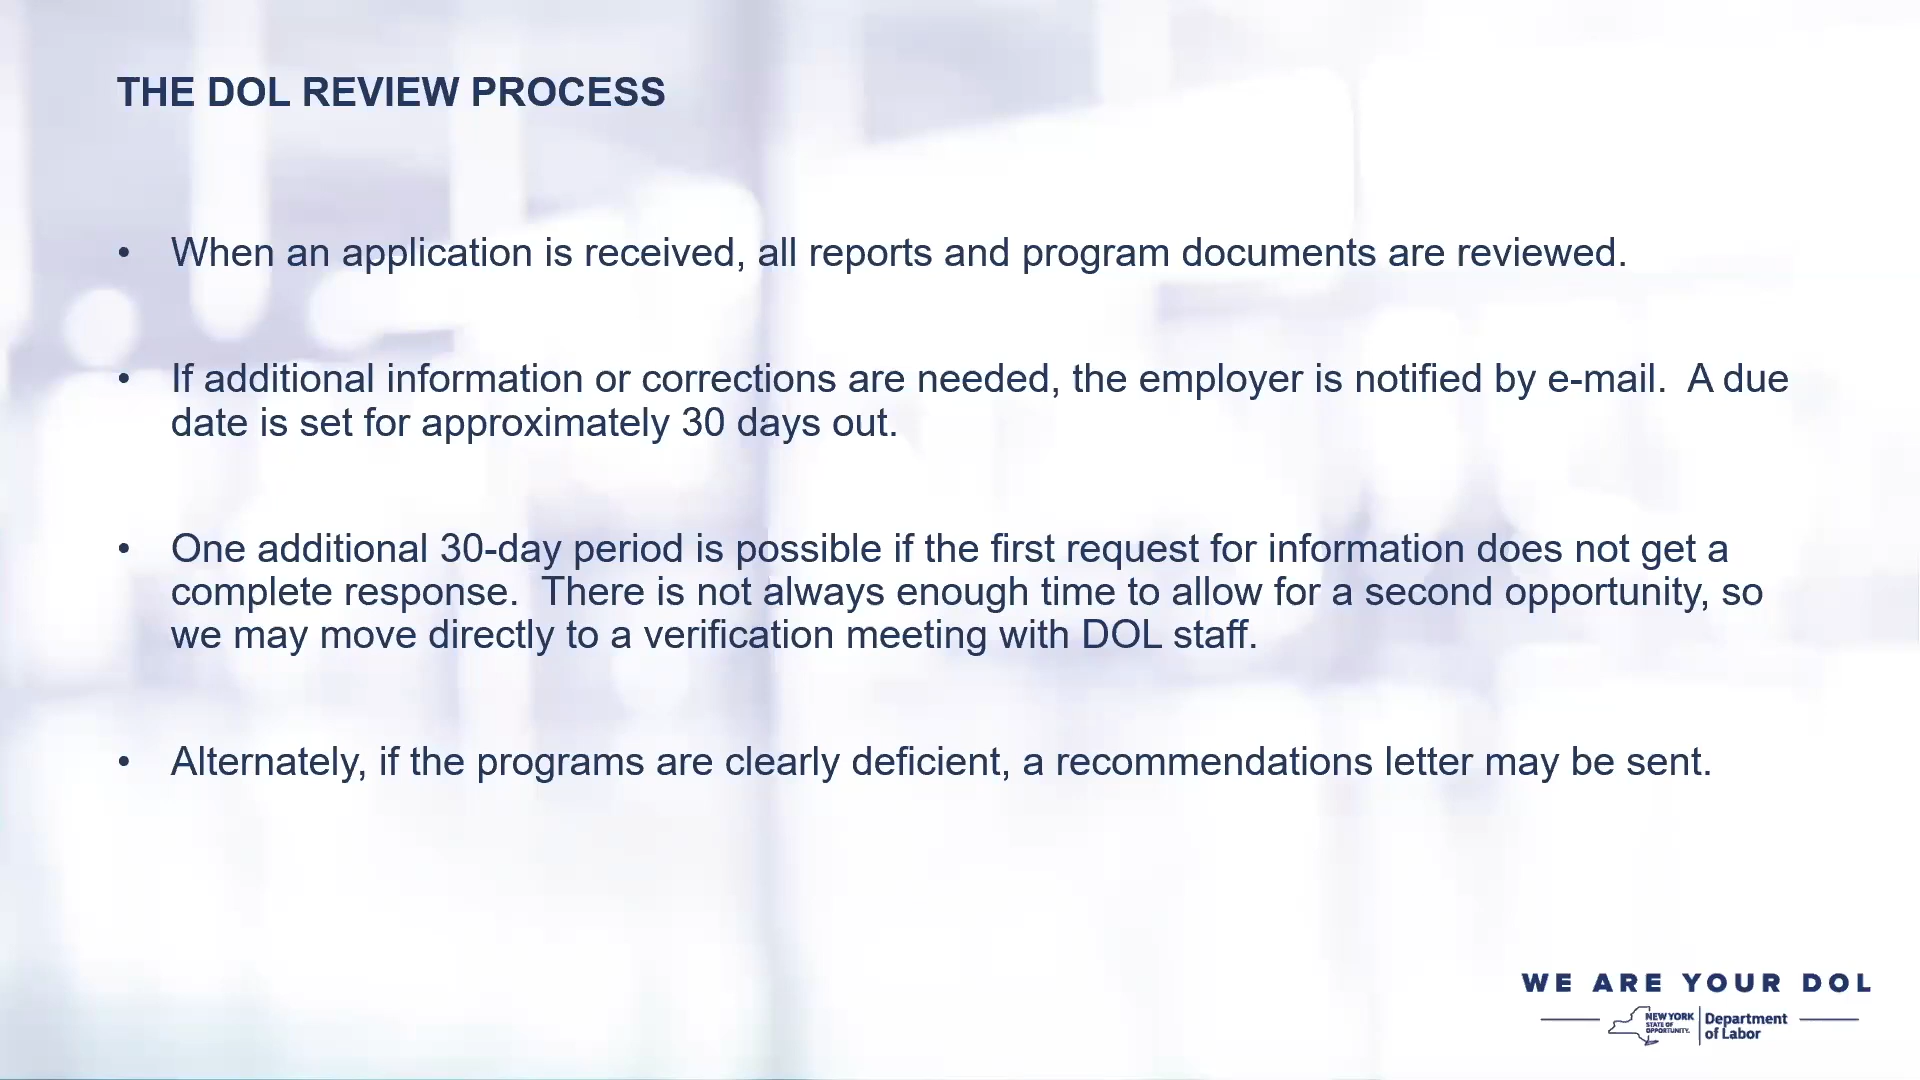 THE DOL REVIEW PROCESS
• When an application is received, all reports and program documents are reviewed.
• If additional information or corrections are needed, the employer is notified by e-mail.  A due
date is set for approximately 30 days out.
• One additional 30-day period is possible if the first request for information does not get a
complete response.  There is not always enough time to allow for a second opportunity, so
we may move directly to a verification meeting with DOL staff.
• Alternately, if the programs are clearly deficient, a recommendations letter may be sent.
WE ARE YOUR DOL
NEW YORK
STATE OF
OPPORTUNITY.
Department
of Labor